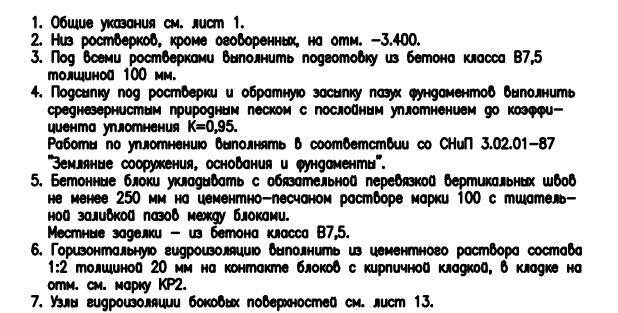 1. Общие указания см. лист 1.
2. Низ ростверков, кроме оговоренных, на отм. -3.400.
3. Под всеми ростверками выполнить подготовку из бетона класса В7,5
толщиной 100 мм.
4. Подсыпку под ростверки и обратную засыпку пазух фундаментов выполнить
среднезернистым природным песком с послойным уплотнением до коэффи-
циента уплотнения К=0,95.
Работы по уплотнению выполнять в соответствии со СНиП 3.02.01-87
"Земляные сооружения, основания и фундаменты".
5. Бетонные блоки укладывать с обязательной перевязкой вертикальных швов
не менее 250 мм на цементно-песчаном растворе марки 100 с тщатель-
ной заливкой пазов между блоками.
Местные заделки - из бетона класса В7,5.
6. Горизонтальную гидроизоляцию выполнить из цементного раствора состава
1:2 толщиной 20 мм на контакте блоков с кирпичной кладкой, в кладке на
отм. см. марку КР2.
7. Узлы гидроизоляции боковых поверхностей см. лист 13.